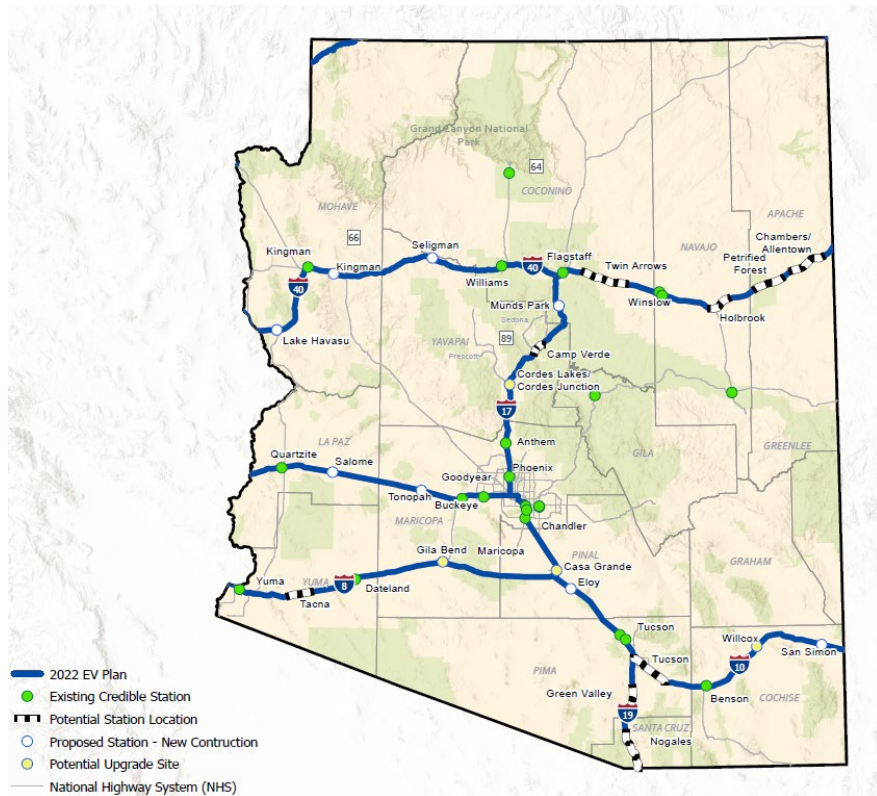 Grand Canyon National
Park
64
COCONINO
MOHAVE
APACHE
66
Chambers/
Allentown
NAVAJO
Seligman
Kingman
Kingman
40
Flagstaff
40
Twin Arrows
Petrified
Forest
Williams
Winslow
Holbrook
Munds Park
Sedona
Lake Havasu
89
YAVAPAI
Prescott
Camp Verde
Cordes Lakes/
Cordes Junction
17
LA PAZ
Anthem
GILA
GREENLEE
Quartzite
Salome
Phoenix
Goodyear
Tonopah
Buckeye
MARICOPA
Chandler
Gila Bend
Maricopa
PINAL
GRAHAM
Casa Grande
Eloy
Yuma
YUMA
8
Dateland
Taona
Tucson
Willcox
Tucson
San Simon
PIMA
10
2022 EV Plan
Green Valley
Benson
COCHISE
Existing Credible Station
19
Potential Station Location
SANTA CRUZ
Nogales
Proposed Station - New Contruction
Potential Upgrade Site
National Highway System (NHS)